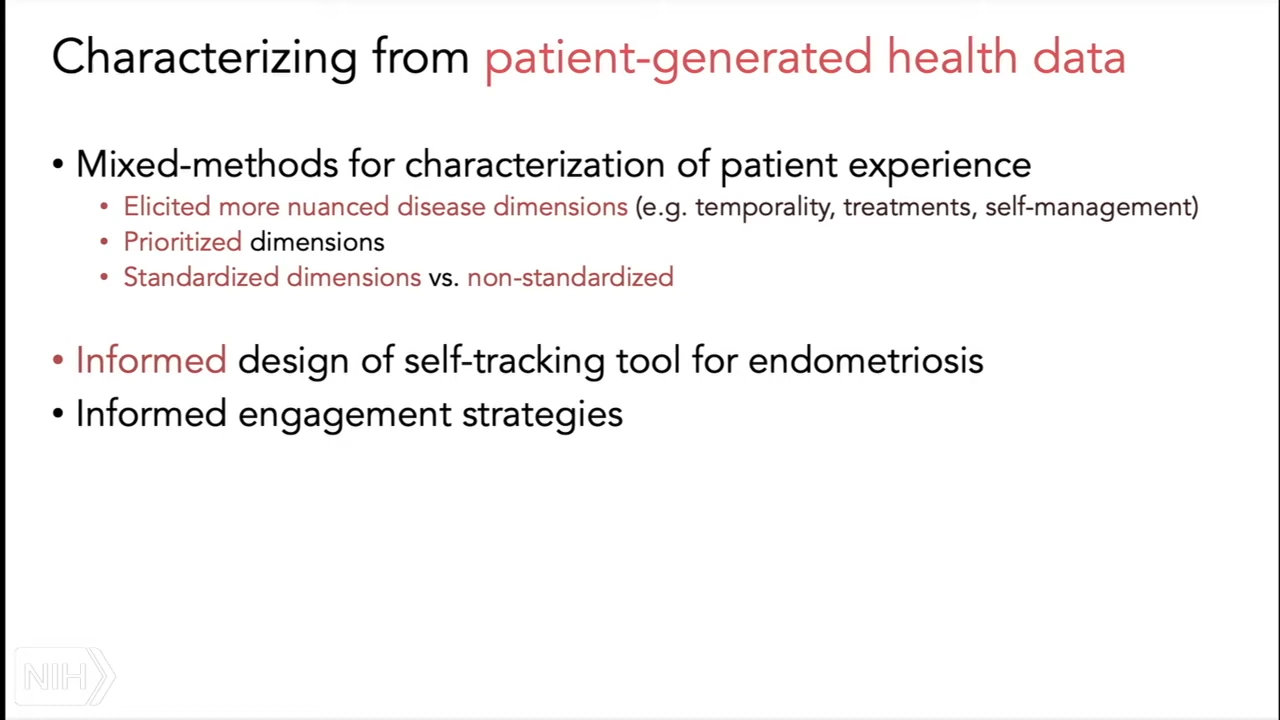 Characterizing from patient-generated health data
• Mixed-methods for characterization of patient experience
• Elicited more nuanced disease dimensions (e.g. temporality, treatments, self-management)
• Prioritized dimensions
• Standardized dimensions vs. non-standardized
• Informed design of self-tracking tool for endometriosis
• Informed engagement strategies
NIH